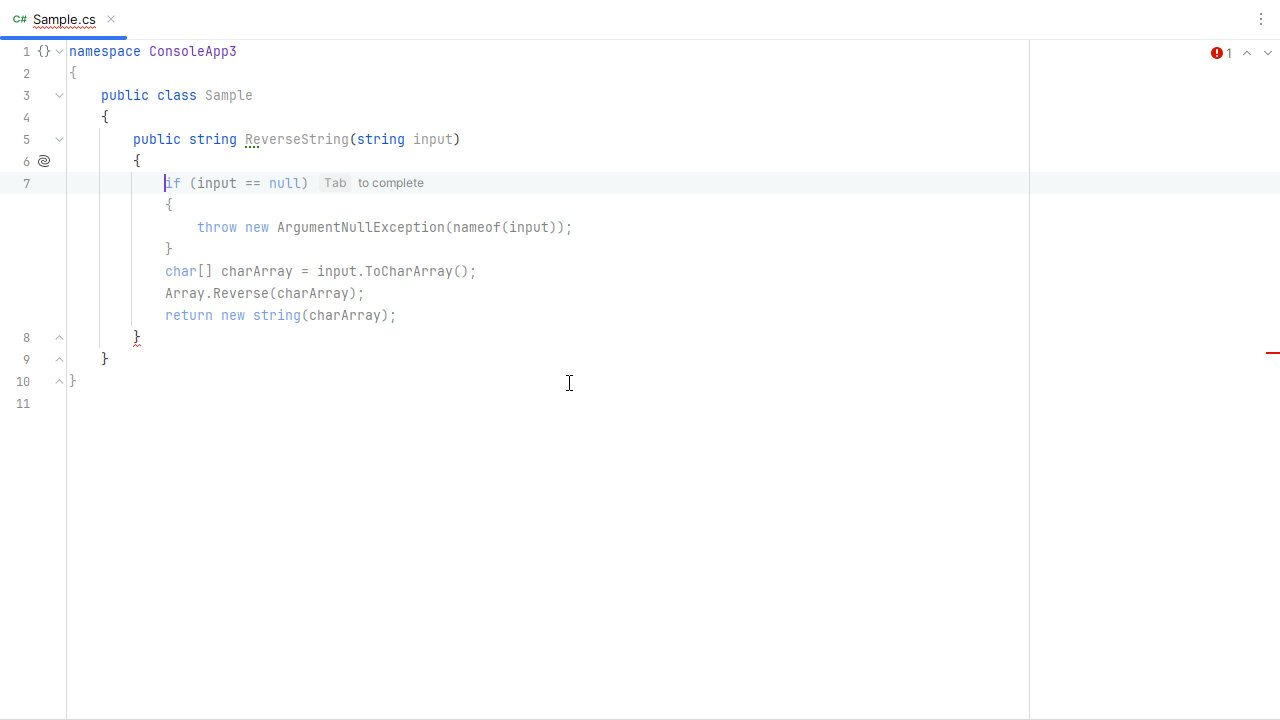 C# Sample.cs
1 namespace ConsoleApp3
1
2 {
3 public class Sample
4 {
5 public string ReverseString(string input)
6 {
7 if (input == null) Tab to complete
{
throw new ArgumentNullException(nameof(input));
}
char[] charArray = input.ToCharArray();
Array.Reverse(charArray);
return new string(charArray);
8 }
9 }
10 }
11